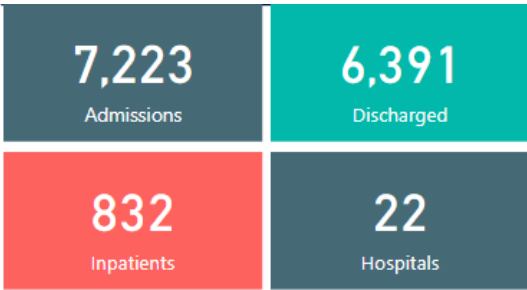 7,223
Admissions
6,391
Discharged
832
Inpatients
22
Hospitals